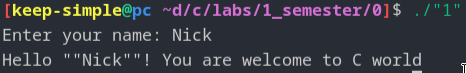 [keep-simple@pc ~d/c/labs/1_semester/0]$ ./"1"
Enter your name: Nick
Hello ""Nick""! You are welcome to C world